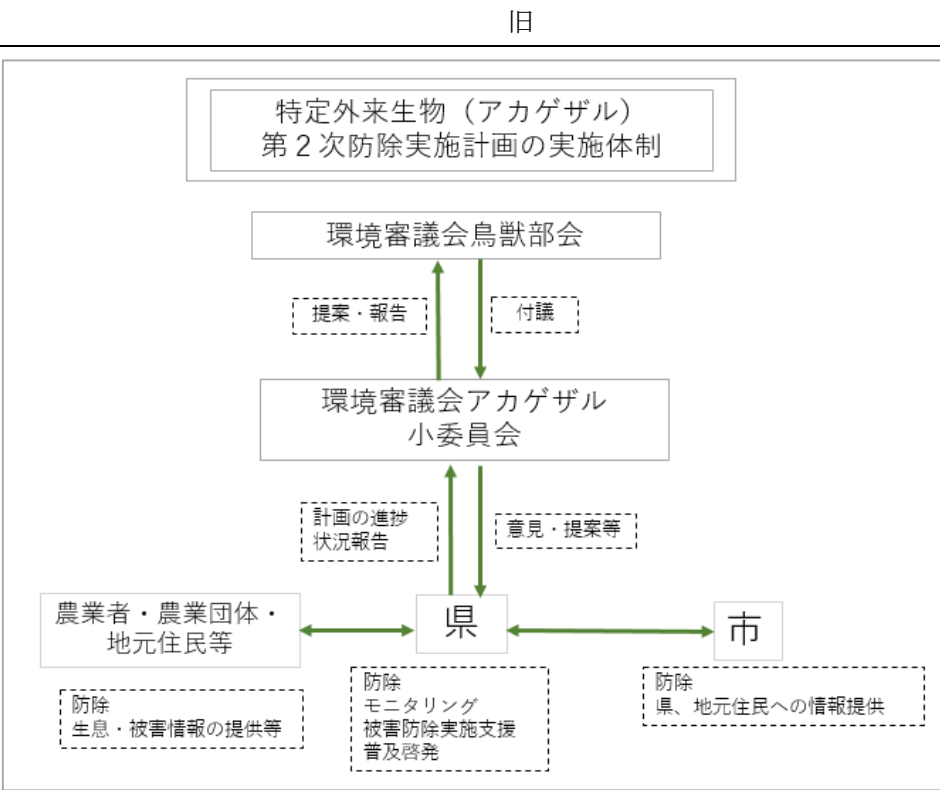 旧
特定外来生物（アカゲザル）
第２次防除実施計画の実施体制
環境審議会鳥獣部会
提案・報告
付議
環境審議会アカゲザル
小委員会
計画の進捗
状況報告
意見・提案等
農業者・農業団体・
地元住民等
県
市
防除
生息・被害情報の提供等
防除
モニタリング
被害防除実施支援
普及啓発
防除
県、地元住民への情報提供